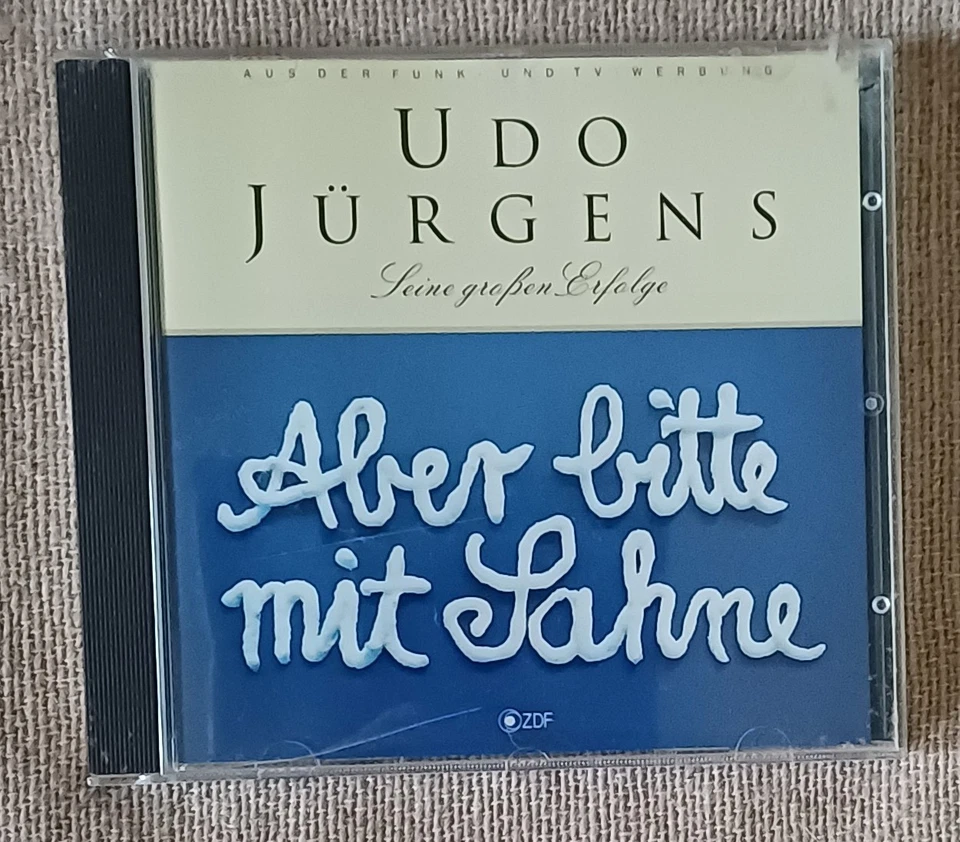 AUS DER FUNK- UND TV-WERBUNG
UDO
JÜRGENS
Seine großen Erfolge
Aber bitte
mit Sahne
ZDF